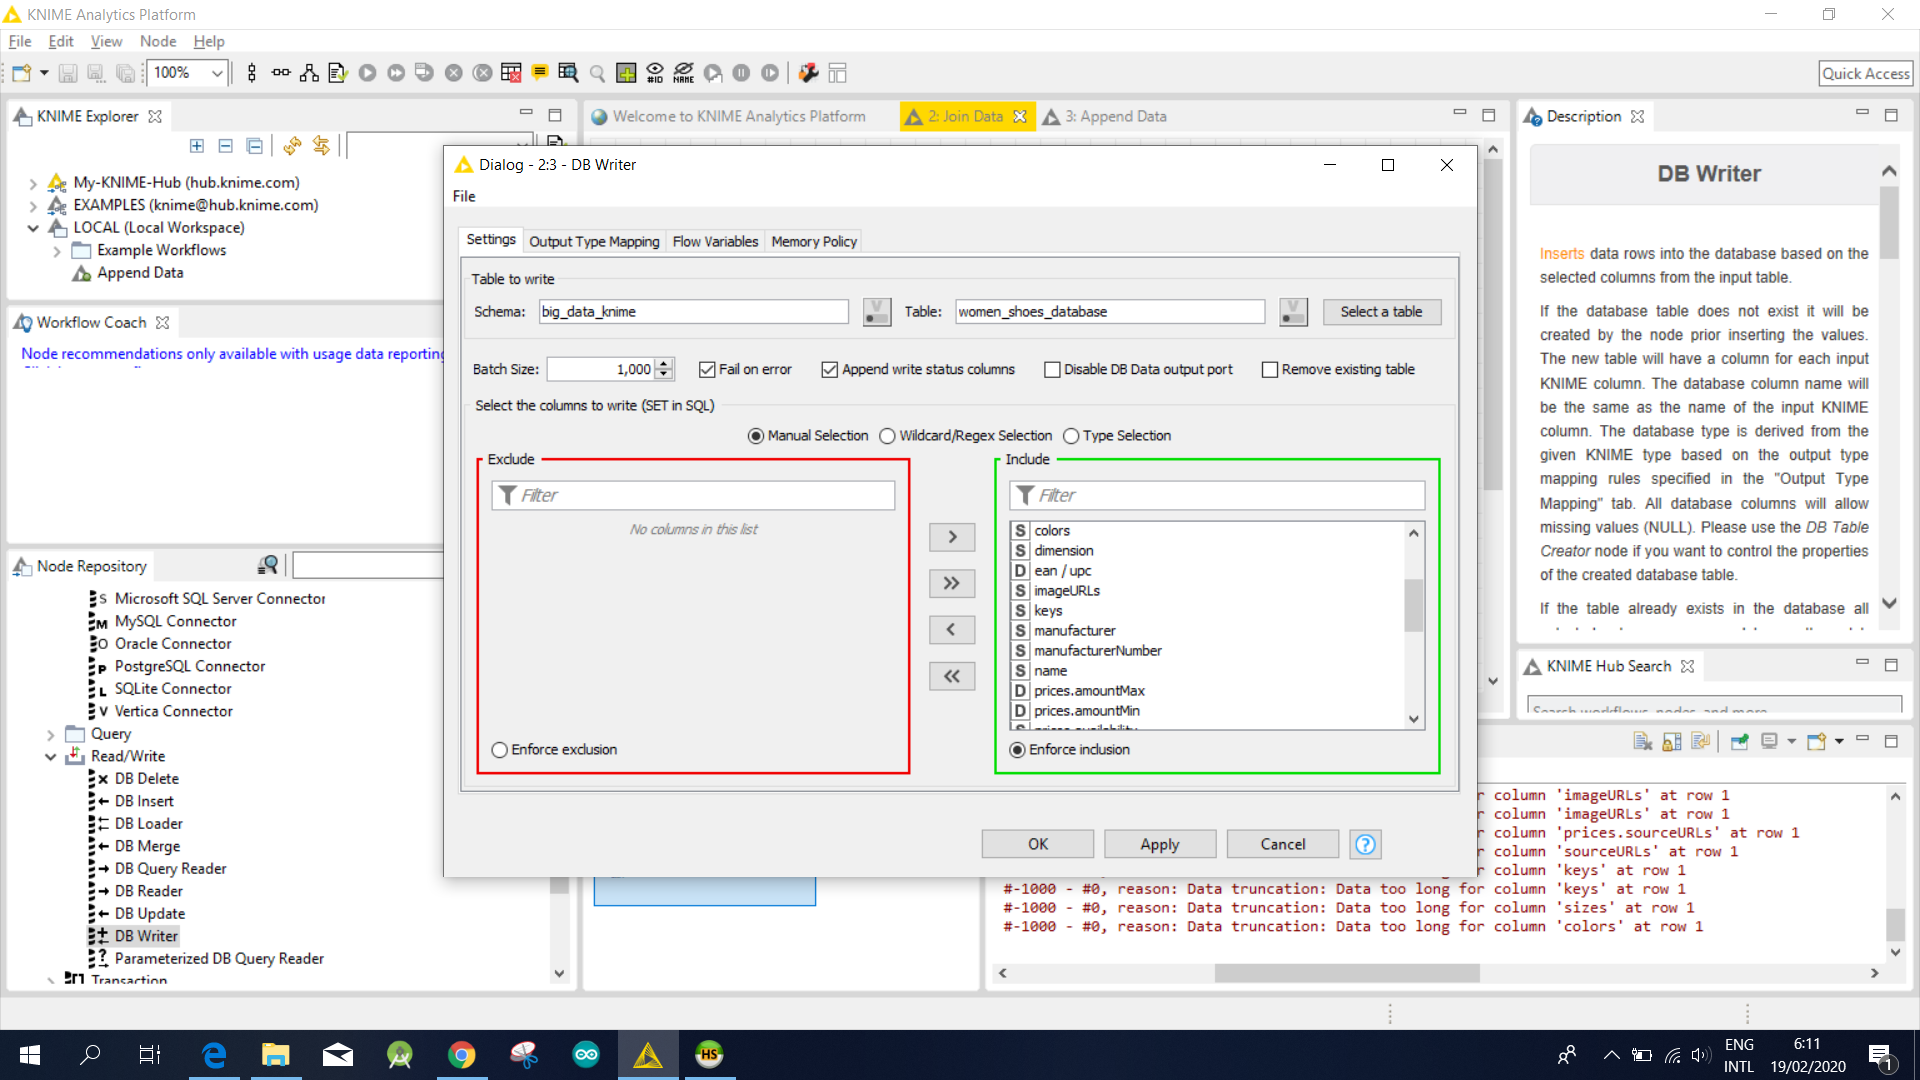 KNIME Analytics Platform
File Edit View Node Help
100%
#ID
NAME
Quick Access
KNIME Explorer
My-KNIME-Hub (hub.knime.com)
EXAMPLES (knime@hub.knime.com)
LOCAL (Local Workspace)
Example Workflows
Append Data
Workflow Coach
Node recommendations only available with usage data reporting
Node Repository
Microsoft SQL Server Connector
MySQL Connector
Oracle Connector
PostgreSQL Connector
SQLite Connector
Vertica Connector
Query
Read/Write
DB Delete
DB Insert
DB Loader
DB Merge
DB Query Reader
DB Reader
DB Update
DB Writer
Parameterized DB Query Reader
Transaction
Welcome to KNIME Analytics Platform
2: Join Data
3: Append Data
Dialog - 2:3 - DB Writer
File
Settings Output Type Mapping Flow Variables Memory Policy
Table to write
Schema: big_data_knime Table: women_shoes_database Select a table
Batch Size: 1,000 Fail on error Append write status columns Disable DB Data output port Remove existing table
Select the columns to write (SET in SQL)
Manual Selection Wildcard/Regex Selection Type Selection
Exclude
Filter
No columns in this list
Enforce exclusion
> 
>>
<
<<
Include
Filter
S colors
S dimension
D ean / upc
S imageURLs
S keys
S manufacturer
S manufacturerNumber
S name
D prices.amountMax
D prices.amountMin
S prices.availability
Enforce inclusion
OK Apply Cancel ?
Description
DB Writer
Inserts data rows into the database based on the
selected columns from the input table.
If the database table does not exist it will be
created by the node prior inserting the values.
The new table will have a column for each input
KNIME column. The database column name will
be the same as the name of the input KNIME
column. The database type is derived from the
given KNIME type based on the output type
mapping rules specified in the "Output Type
Mapping" tab. All database columns will allow
missing values (NULL). Please use the DB Table
Creator node if you want to control the properties
of the created database table.
If the table already exists in the database all
KNIME Hub Search
Search workflows, nodes, and more...
r column 'imageURLs' at row 1
r column 'imageURLs' at row 1
r column 'prices.sourceURLs' at row 1
r column 'sourceURLs' at row 1
r column 'keys' at row 1
#-1000 - #0, reason: Data truncation: Data too long for column 'keys' at row 1
#-1000 - #0, reason: Data truncation: Data too long for column 'sizes' at row 1
#-1000 - #0, reason: Data truncation: Data too long for column 'colors' at row 1
HS
ENG
INTL
6:11
19/02/2020
1